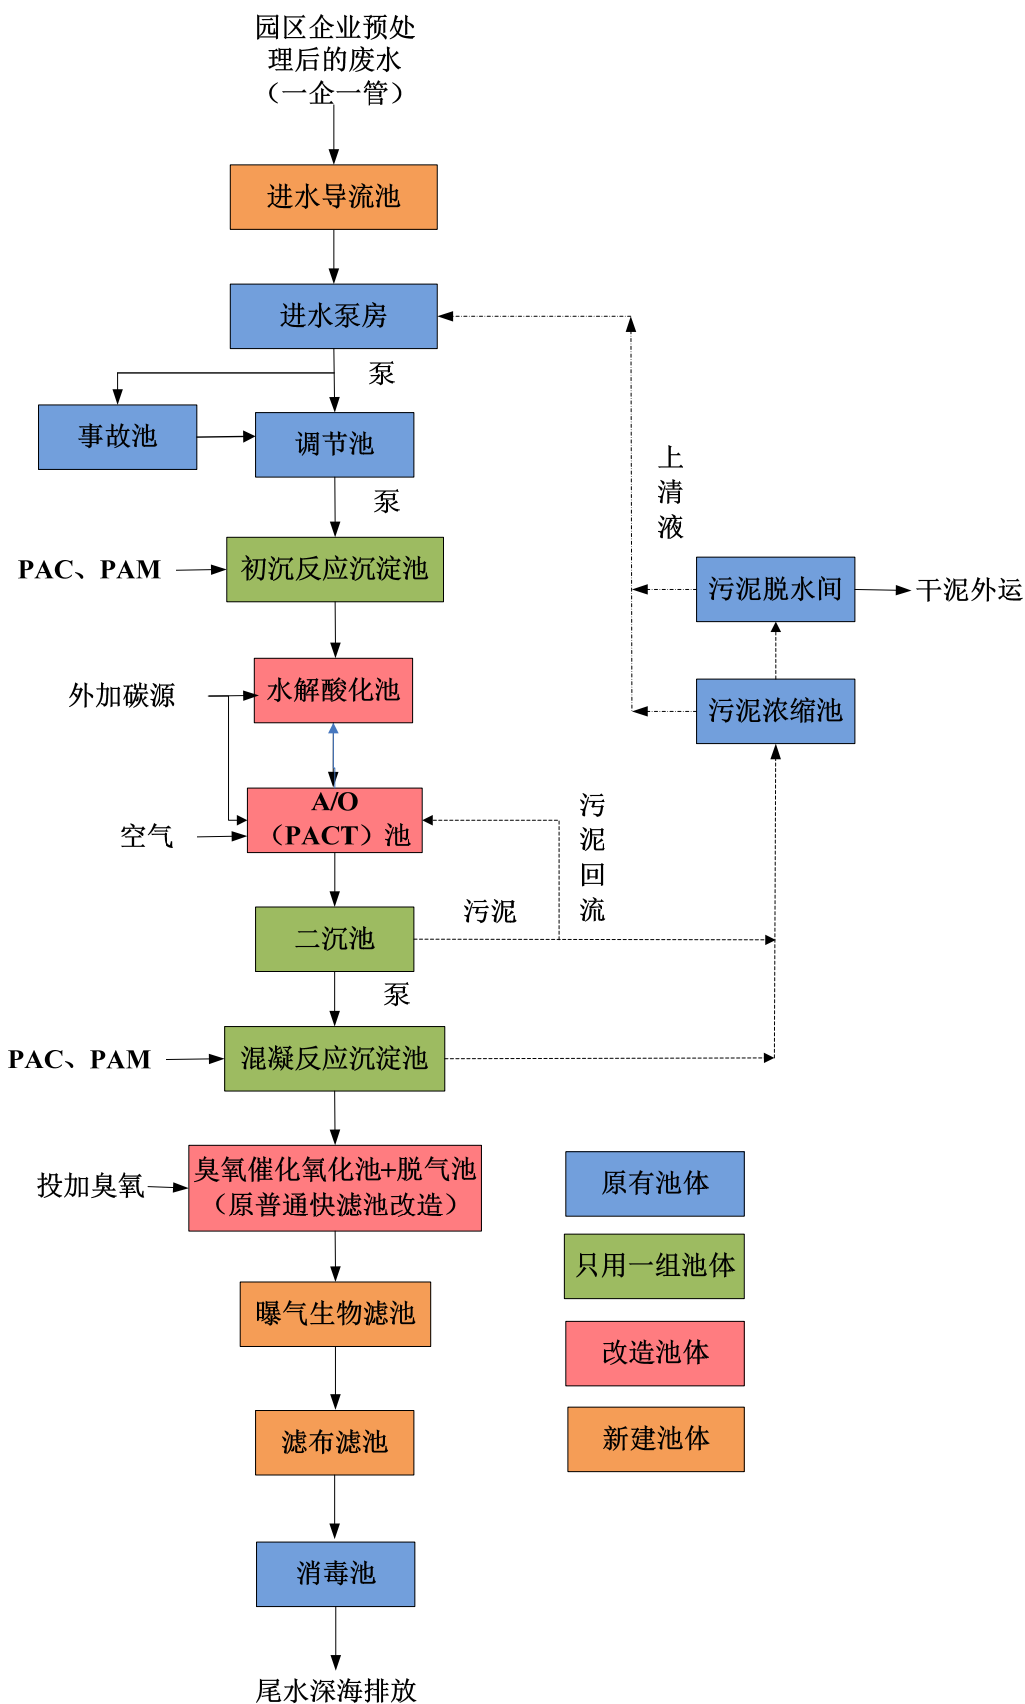 园区企业预处
理后的废水
（一企一管）
进水导流池
进水泵房
泵
事故池
调节池
泵
上清液
PAC、PAM
初沉反应沉淀池
污泥脱水间
干泥外运
外加碳源
水解酸化池
污泥浓缩池
空气
A/O
（PACT）池
污泥回流
二沉池
污泥
泵
PAC、PAM
混凝反应沉淀池
投加臭氧
臭氧催化氧化池+脱气池
（原普通快滤池改造）
原有池体
只用一组池体
曝气生物滤池
改造池体
滤布滤池
新建池体
消毒池
尾水深海排放